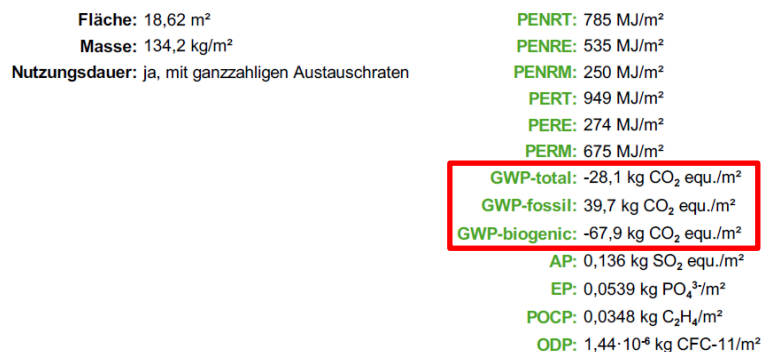 Fläche: 18,62 m²
Masse: 134,2 kg/m²
Nutzungsdauer: ja, mit ganzzahligen Austauschraten
PENRT: 785 MJ/m²
PENRE: 535 MJ/m²
PENRM: 250 MJ/m²
PERT: 949 MJ/m²
PERE: 274 MJ/m²
PERM: 675 MJ/m²
GWP-total: -28,1 kg CO₂ equ./m²
GWP-fossil: 39,7 kg CO₂ equ./m²
GWP-biogenic: -67,9 kg CO₂ equ./m²
AP: 0,136 kg SO₂ equ./m²
EP: 0,0539 kg PO₄³⁻/m²
POCP: 0,0348 kg C₂H₄/m²
ODP: 1,44·10⁻⁶ kg CFC-11/m²